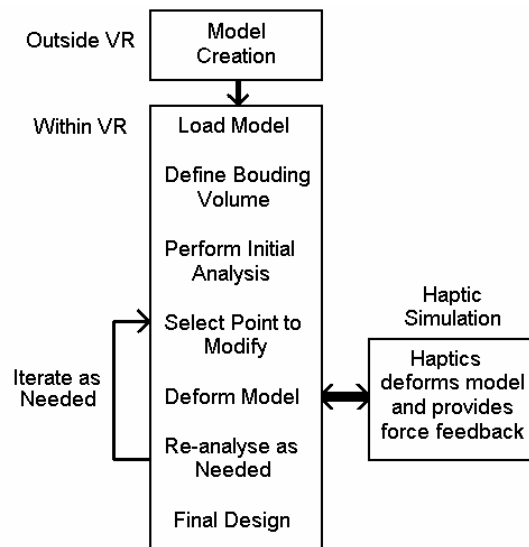 Outside VR
Model
Creation
Within VR
Load Model
Define Bouding
Volume
Perform Initial
Analysis
Select Point to
Modify
Iterate as
Needed
Deform Model
Re-analyse as
Needed
Final Design
Haptic
Simulation
Haptics
deforms model
and provides
force feedback